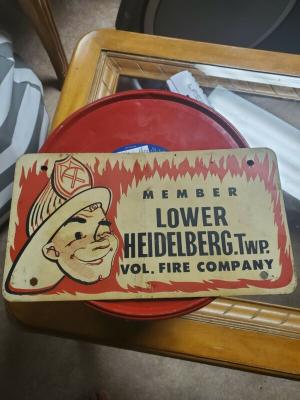 MEMBER
LOWER
HEIDELBERG.TWP.
VOL. FIRE COMPANY